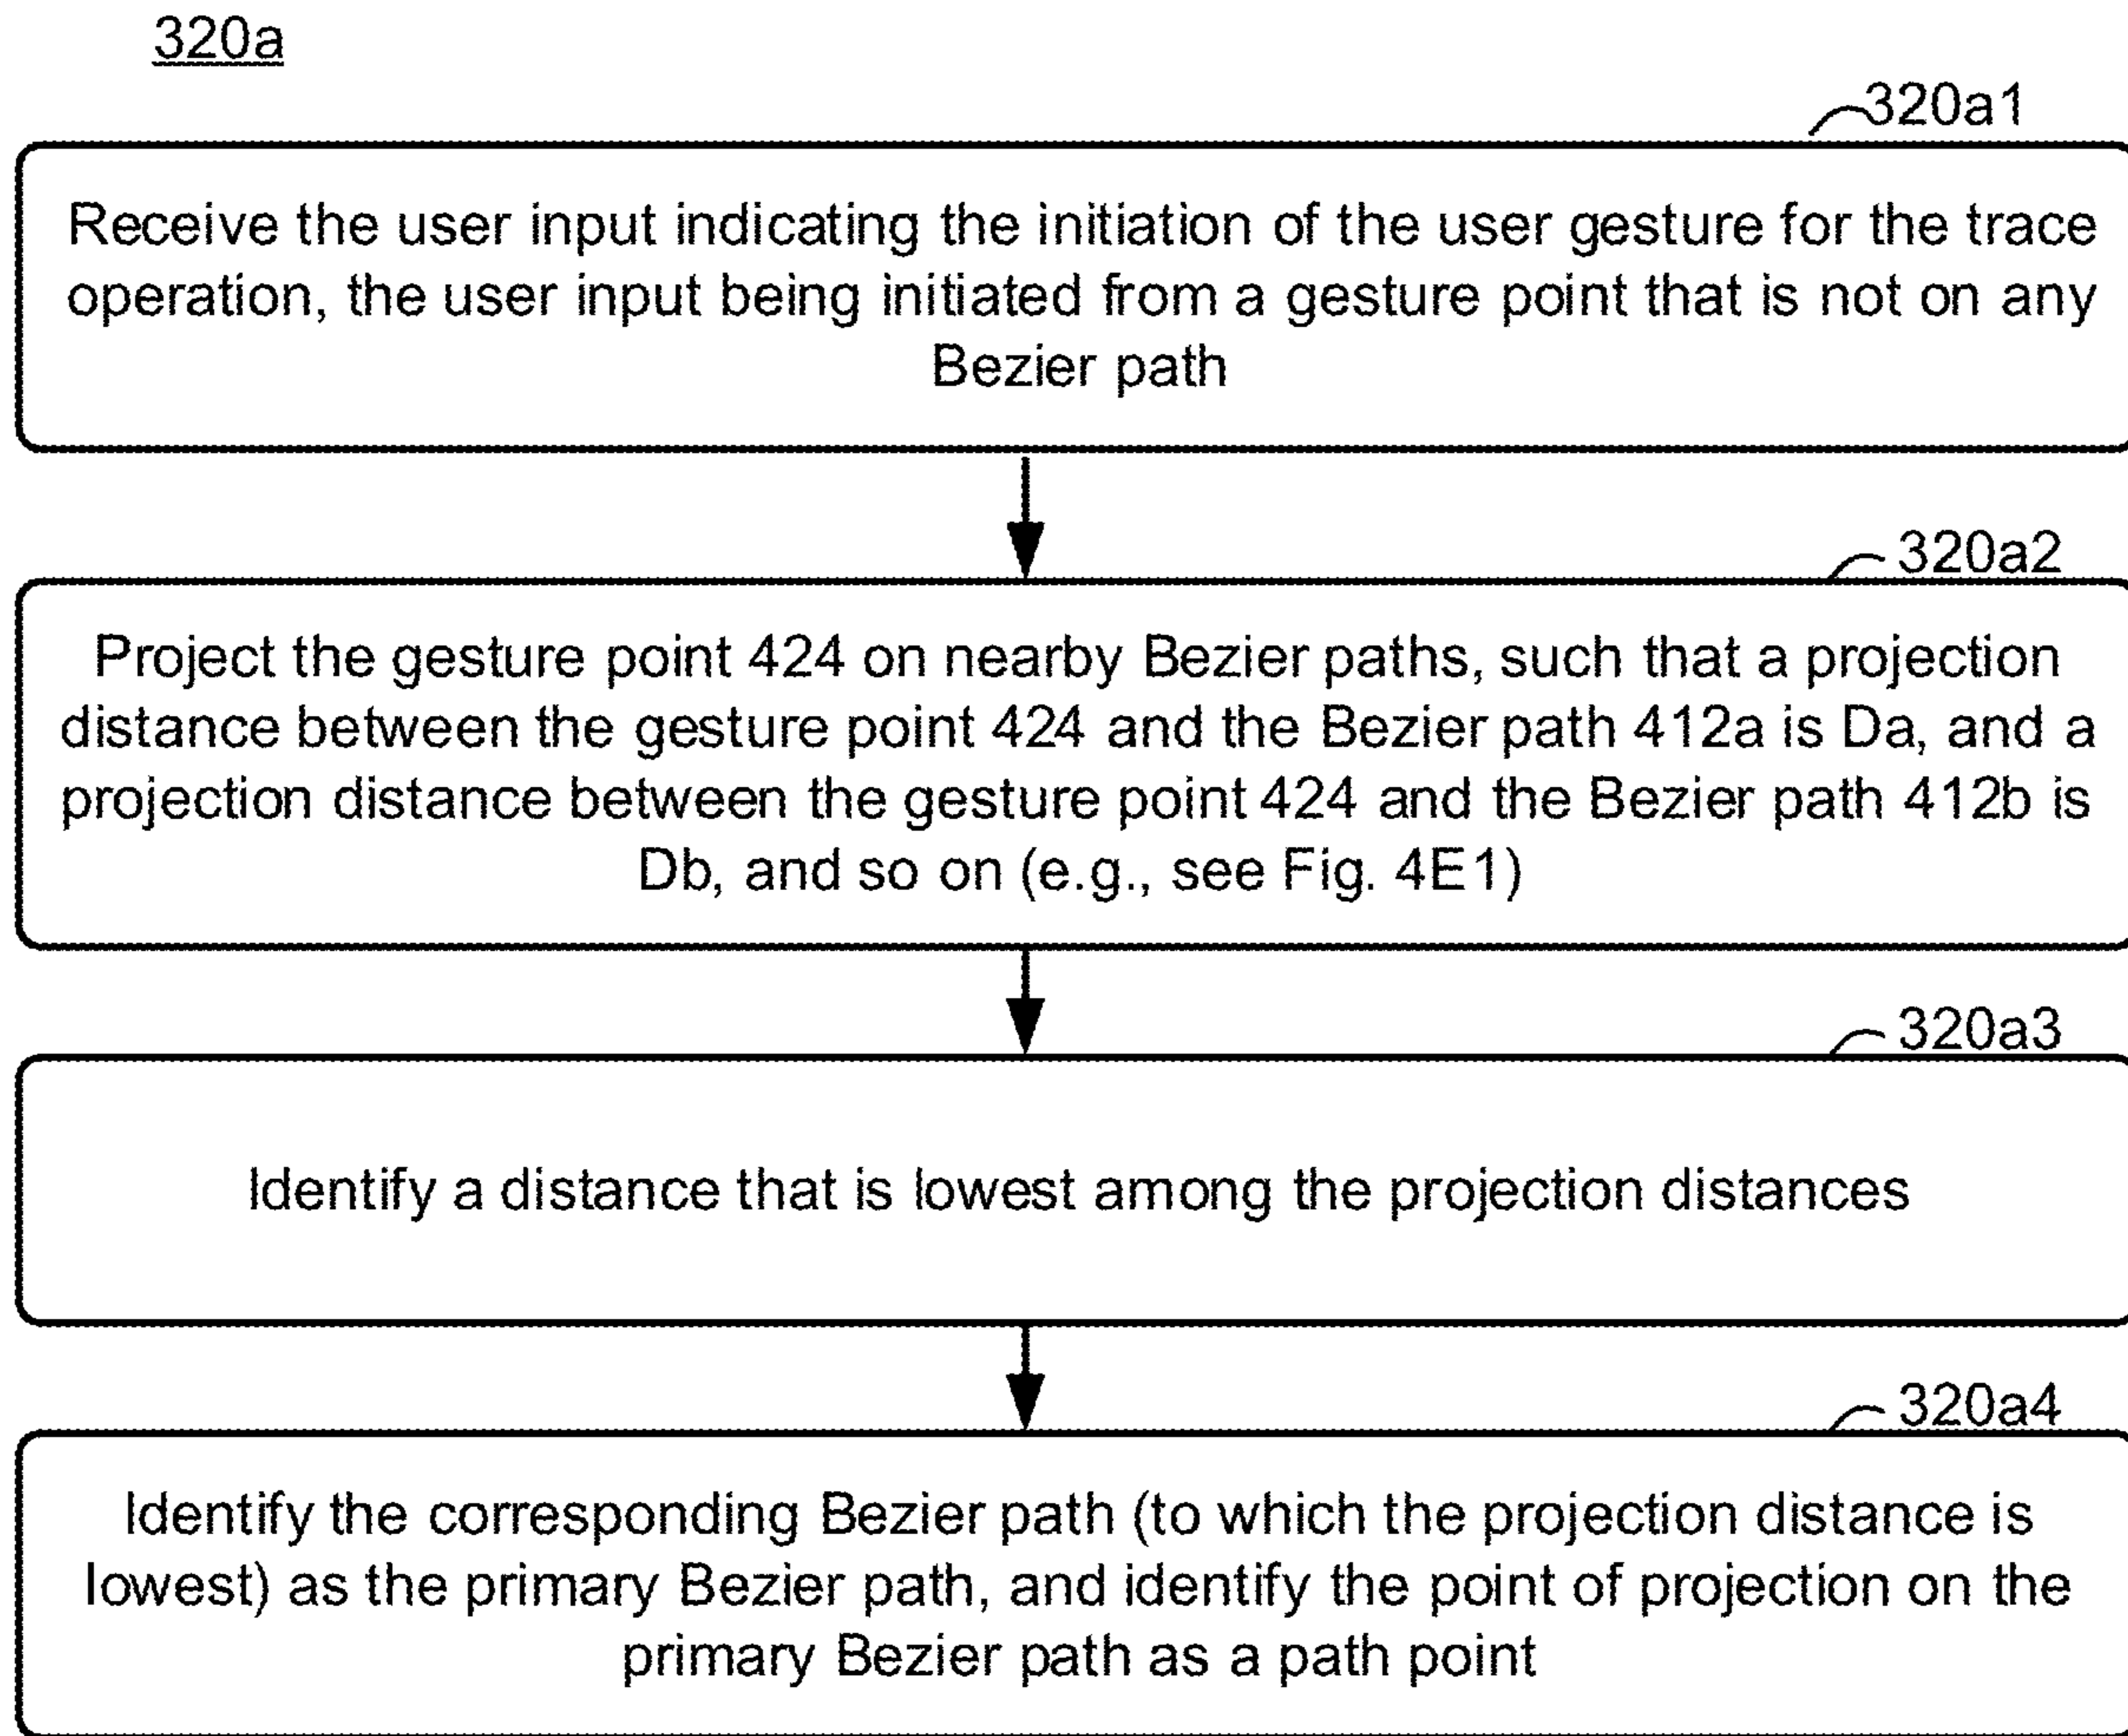 320a
320a1
Receive the user input indicating the initiation of the user gesture for the trace
operation, the user input being initiated from a gesture point that is not on any
Bezier path
320a2
Project the gesture point 424 on nearby Bezier paths, such that a projection
distance between the gesture point 424 and the Bezier path 412a is Da, and a
projection distance between the gesture point 424 and the Bezier path 412b is
Db, and so on (e.g., see Fig. 4E1)
320a3
Identify a distance that is lowest among the projection distances
320a4
Identify the corresponding Bezier path (to which the projection distance is
lowest) as the primary Bezier path, and identify the point of projection on the
primary Bezier path as a path point